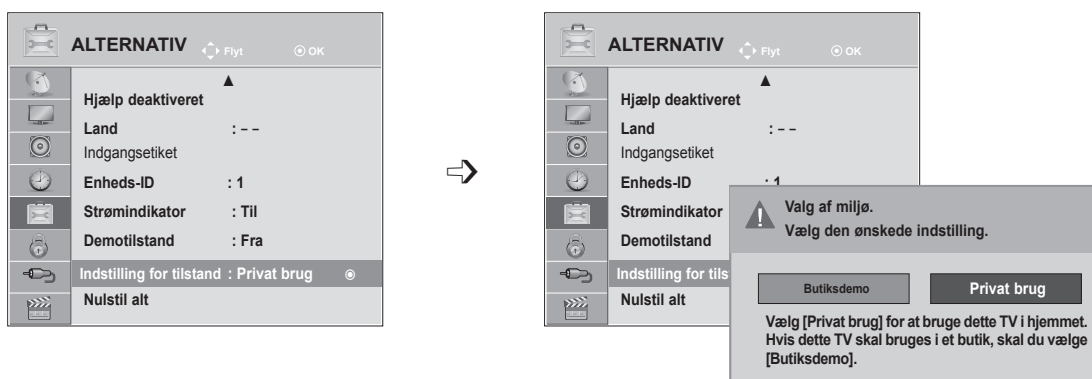 ALTERNATIV Flyt OK
▲
Hjælp deaktiveret
Land : – –
Indgangsetiket
Enheds-ID : 1
Strømindikator : Til
Demotilstand : Fra
Indstilling for tilstand : Privat brug
Nulstil alt
ALTERNATIV Flyt OK
▲
Hjælp deaktiveret
Land : – –
Indgangsetiket
Enheds-ID : 1
Strømindikator
Demotilstand
Indstilling for tils
Nulstil alt
Valg af miljø.
Vælg den ønskede indstilling.
Butiksdemo Privat brug
Vælg [Privat brug] for at bruge dette TV i hjemmet.
Hvis dette TV skal bruges i et butik, skal du vælge
[Butiksdemo].